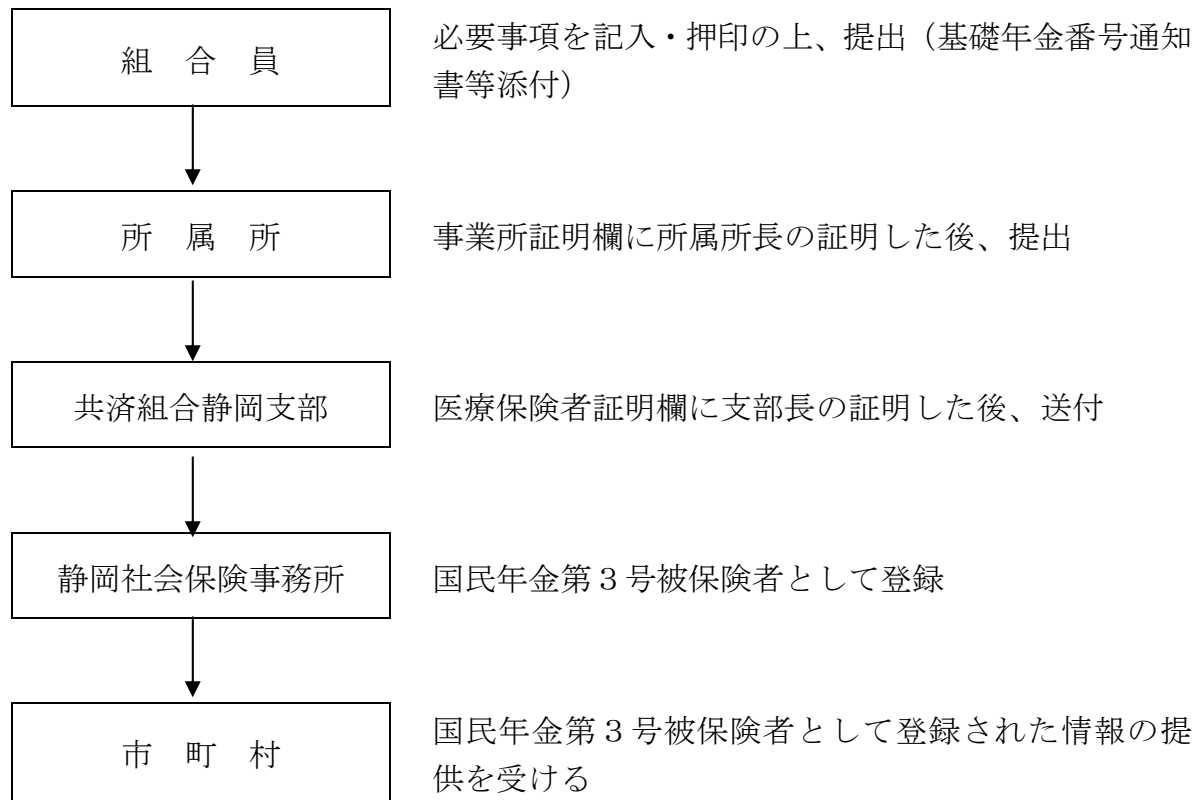 組　合　員
必要事項を記入・押印の上、提出（基礎年金番号通知
書等添付）
所　属　所
事業所証明欄に所属所長の証明した後、提出
共済組合静岡支部
医療保険者証明欄に支部長の証明した後、送付
静岡社会保険事務所
国民年金第３号被保険者として登録
市　町　村
国民年金第３号被保険者として登録された情報の提
供を受ける